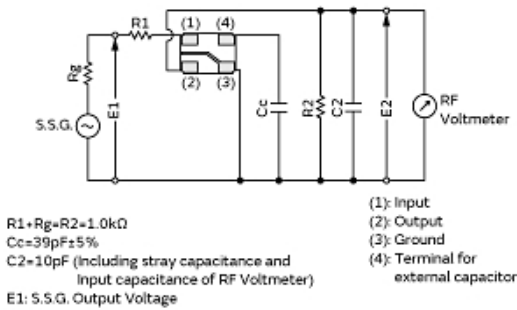 R1
(1)
(4)
Rg
(2)
(3)
S.S.G.
E1
Cc
R2
C2
E2
RF
Voltmeter
R1+Rg=R2=1.0kΩ
Cc=39pF±5%
C2=10pF (Including stray capacitance and
Input capacitance of RF Voltmeter)
E1: S.S.G. Output Voltage
(1): Input
(2): Output
(3): Ground
(4): Terminal for
external capacitor